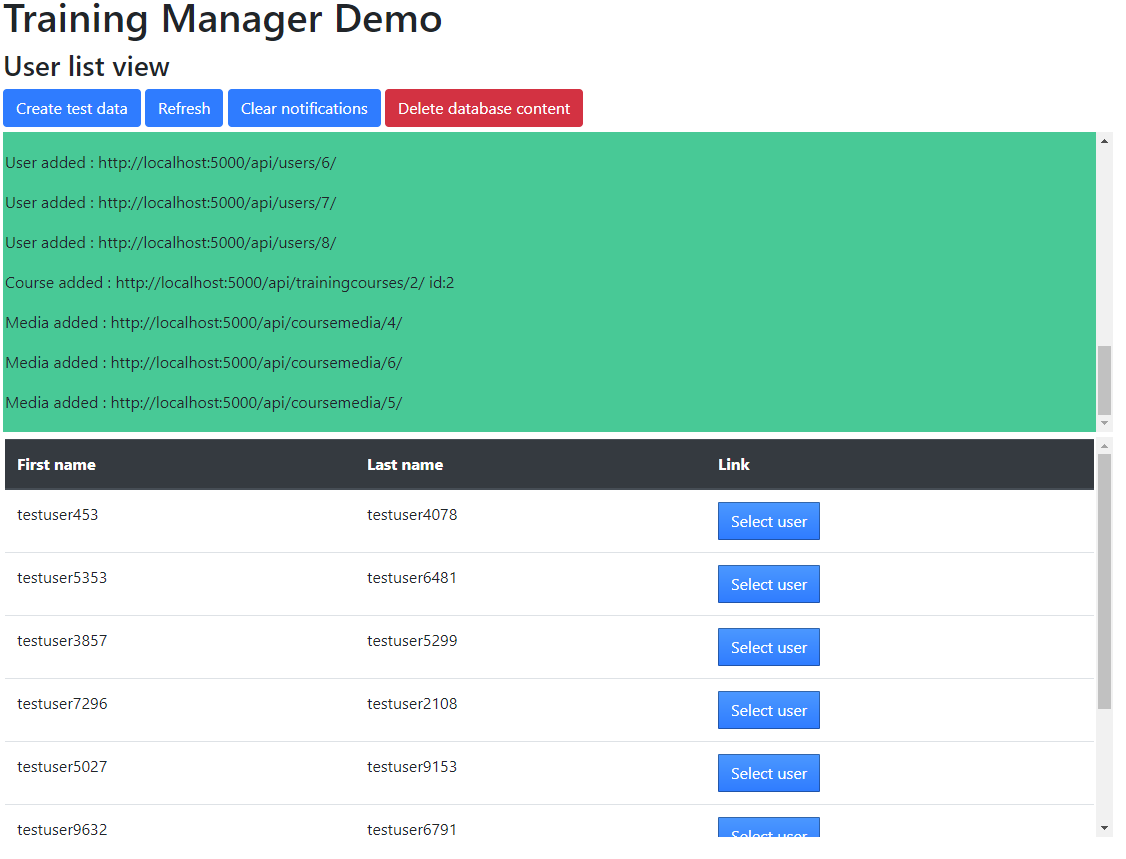 Training Manager Demo
User list view
Create test data Refresh Clear notifications Delete database content
User added : http://localhost:5000/api/users/6/
User added : http://localhost:5000/api/users/7/
User added : http://localhost:5000/api/users/8/
Course added : http://localhost:5000/api/trainingcourses/2/ id:2
Media added : http://localhost:5000/api/coursemedia/4/
Media added : http://localhost:5000/api/coursemedia/6/
Media added : http://localhost:5000/api/coursemedia/5/
First name Last name Link
testuser453 testuser4078 Select user
testuser5353 testuser6481 Select user
testuser3857 testuser5299 Select user
testuser7296 testuser2108 Select user
testuser5027 testuser9153 Select user
testuser9632 testuser6791 Select user